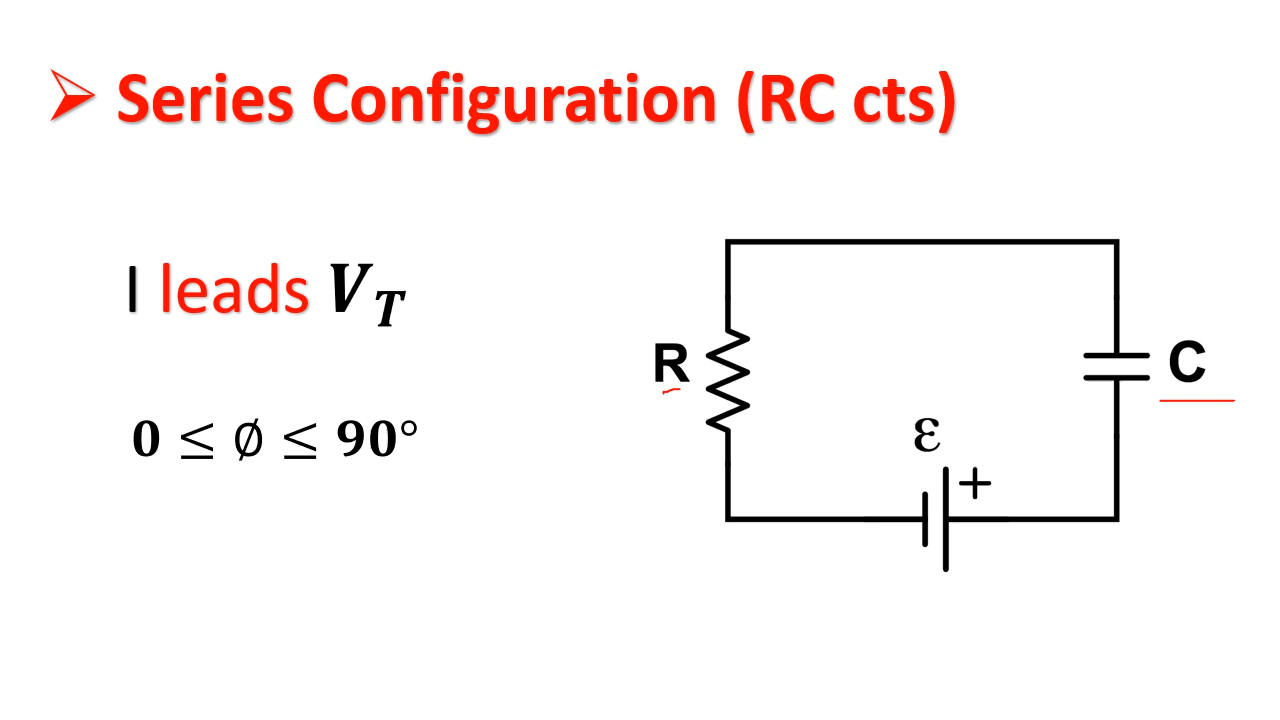 ➢ Series Configuration (RC cts)
I leads V_T
0 ≤ ∅ ≤ 90°
R
C
ε
+